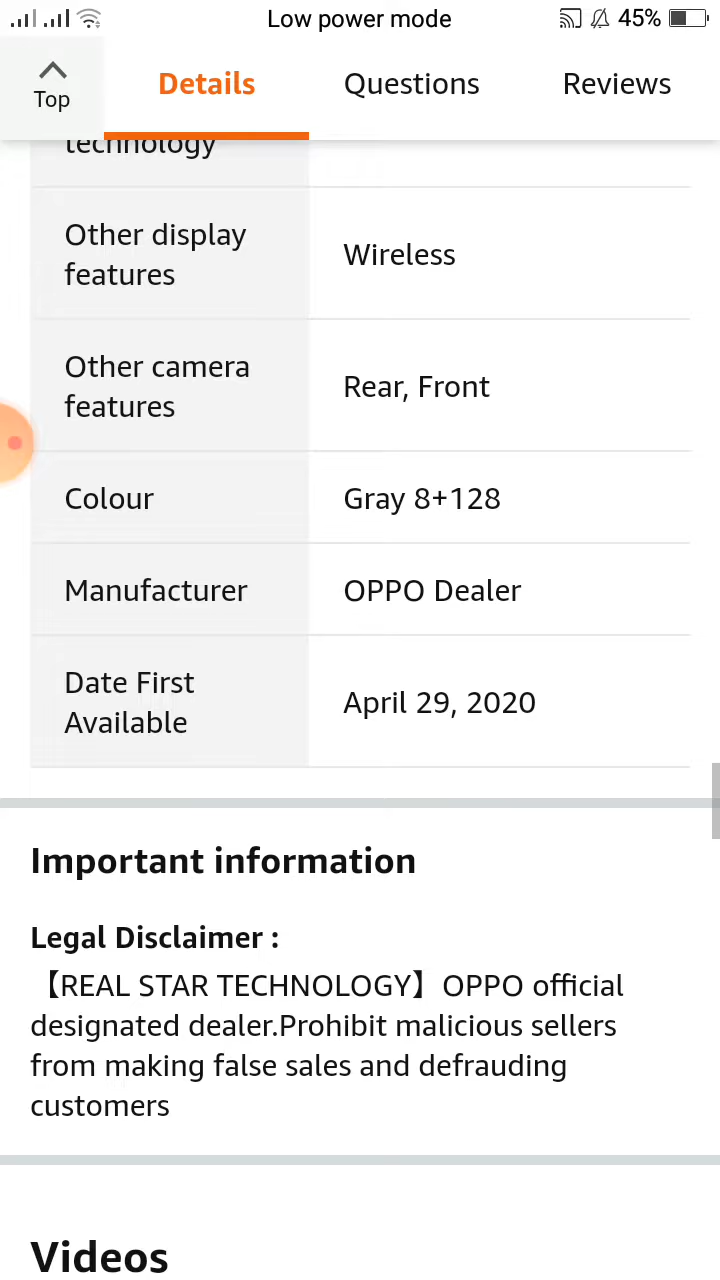 Low power mode 45%
Top Details Questions Reviews
technology
Other display
features
Wireless
Other camera
features
Rear, Front
Colour Gray 8+128
Manufacturer OPPO Dealer
Date First
Available
April 29, 2020
Important information
Legal Disclaimer :
【REAL STAR TECHNOLOGY】OPPO official
designated dealer.Prohibit malicious sellers
from making false sales and defrauding
customers
Videos